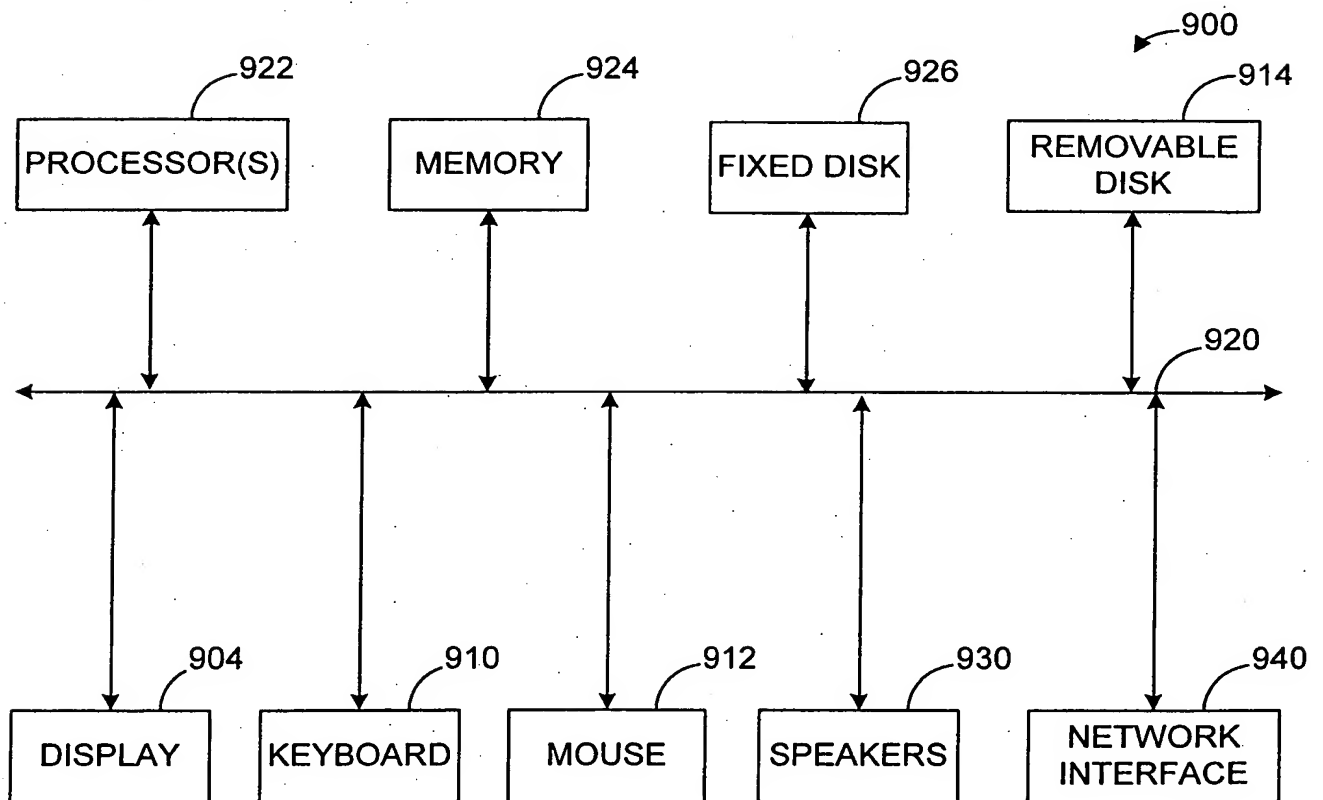 900
922
924
926
914
PROCESSOR(S)
MEMORY
FIXED DISK
REMOVABLE
DISK
920
904
910
912
930
940
DISPLAY
KEYBOARD
MOUSE
SPEAKERS
NETWORK
INTERFACE